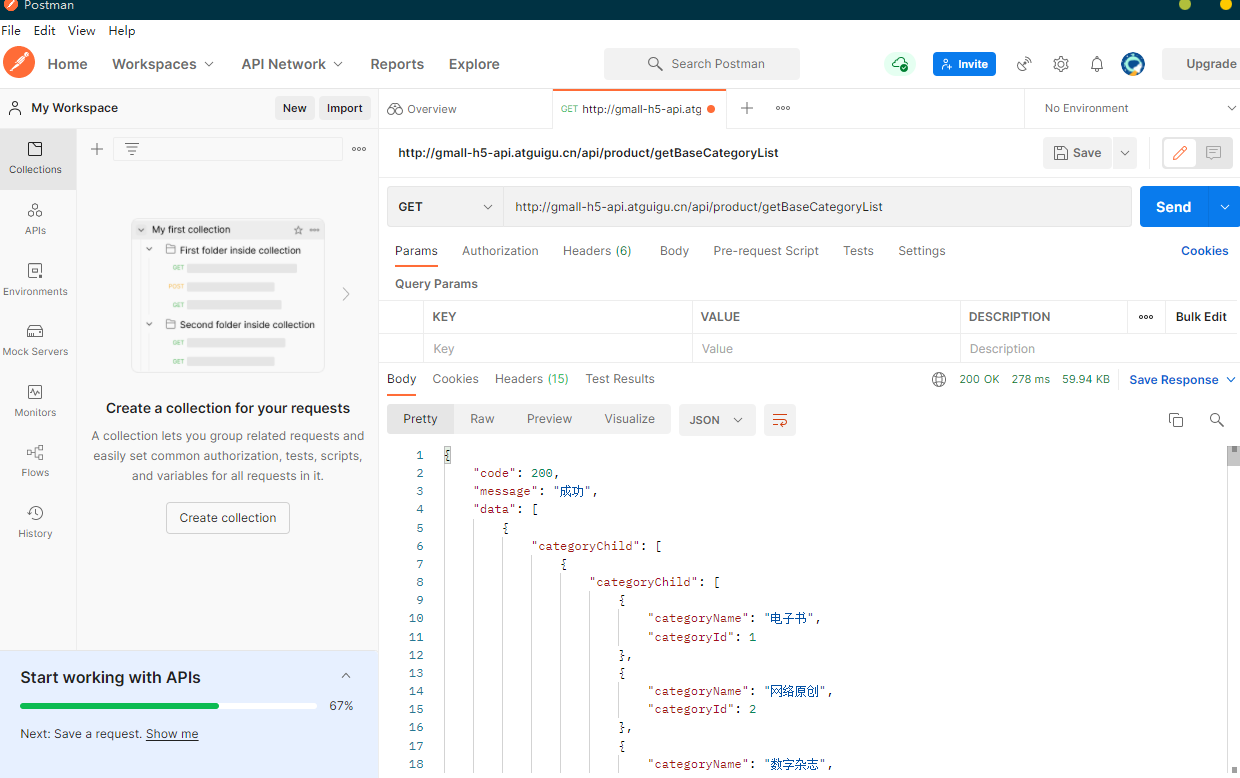 Postman
File Edit View Help
Home Workspaces API Network Reports Explore Search Postman Invite Upgrade
My Workspace New Import Overview GET http://gmall-h5-api.atg No Environment
Collections
APIs
Environments
Mock Servers
Monitors
Flows
History
My first collection
First folder inside collection
GET
POST
GET
Second folder inside collection
GET
GET
Create a collection for your requests
A collection lets you group related requests and
easily set common authorization, tests, scripts,
and variables for all requests in it.
Create collection
Start working with APIs
67%
Next: Save a request. Show me
http://gmall-h5-api.atguigu.cn/api/product/getBaseCategoryList Save
GET http://gmall-h5-api.atguigu.cn/api/product/getBaseCategoryList Send
Params Authorization Headers (6) Body Pre-request Script Tests Settings Cookies
Query Params
KEY VALUE DESCRIPTION Bulk Edit
Key Value Description
Body Cookies Headers (15) Test Results 200 OK 278 ms 59.94 KB Save Response
Pretty Raw Preview Visualize JSON
1 {
2 "code": 200,
3 "message": "成功",
4 "data": [
5 {
6 "categoryChild": [
7 {
8 "categoryChild": [
9 {
10 "categoryName": "电子书",
11 "categoryId": 1
12 },
13 {
14 "categoryName": "网络原创",
15 "categoryId": 2
16 },
17 {
18 "categoryName": "数字杂志",